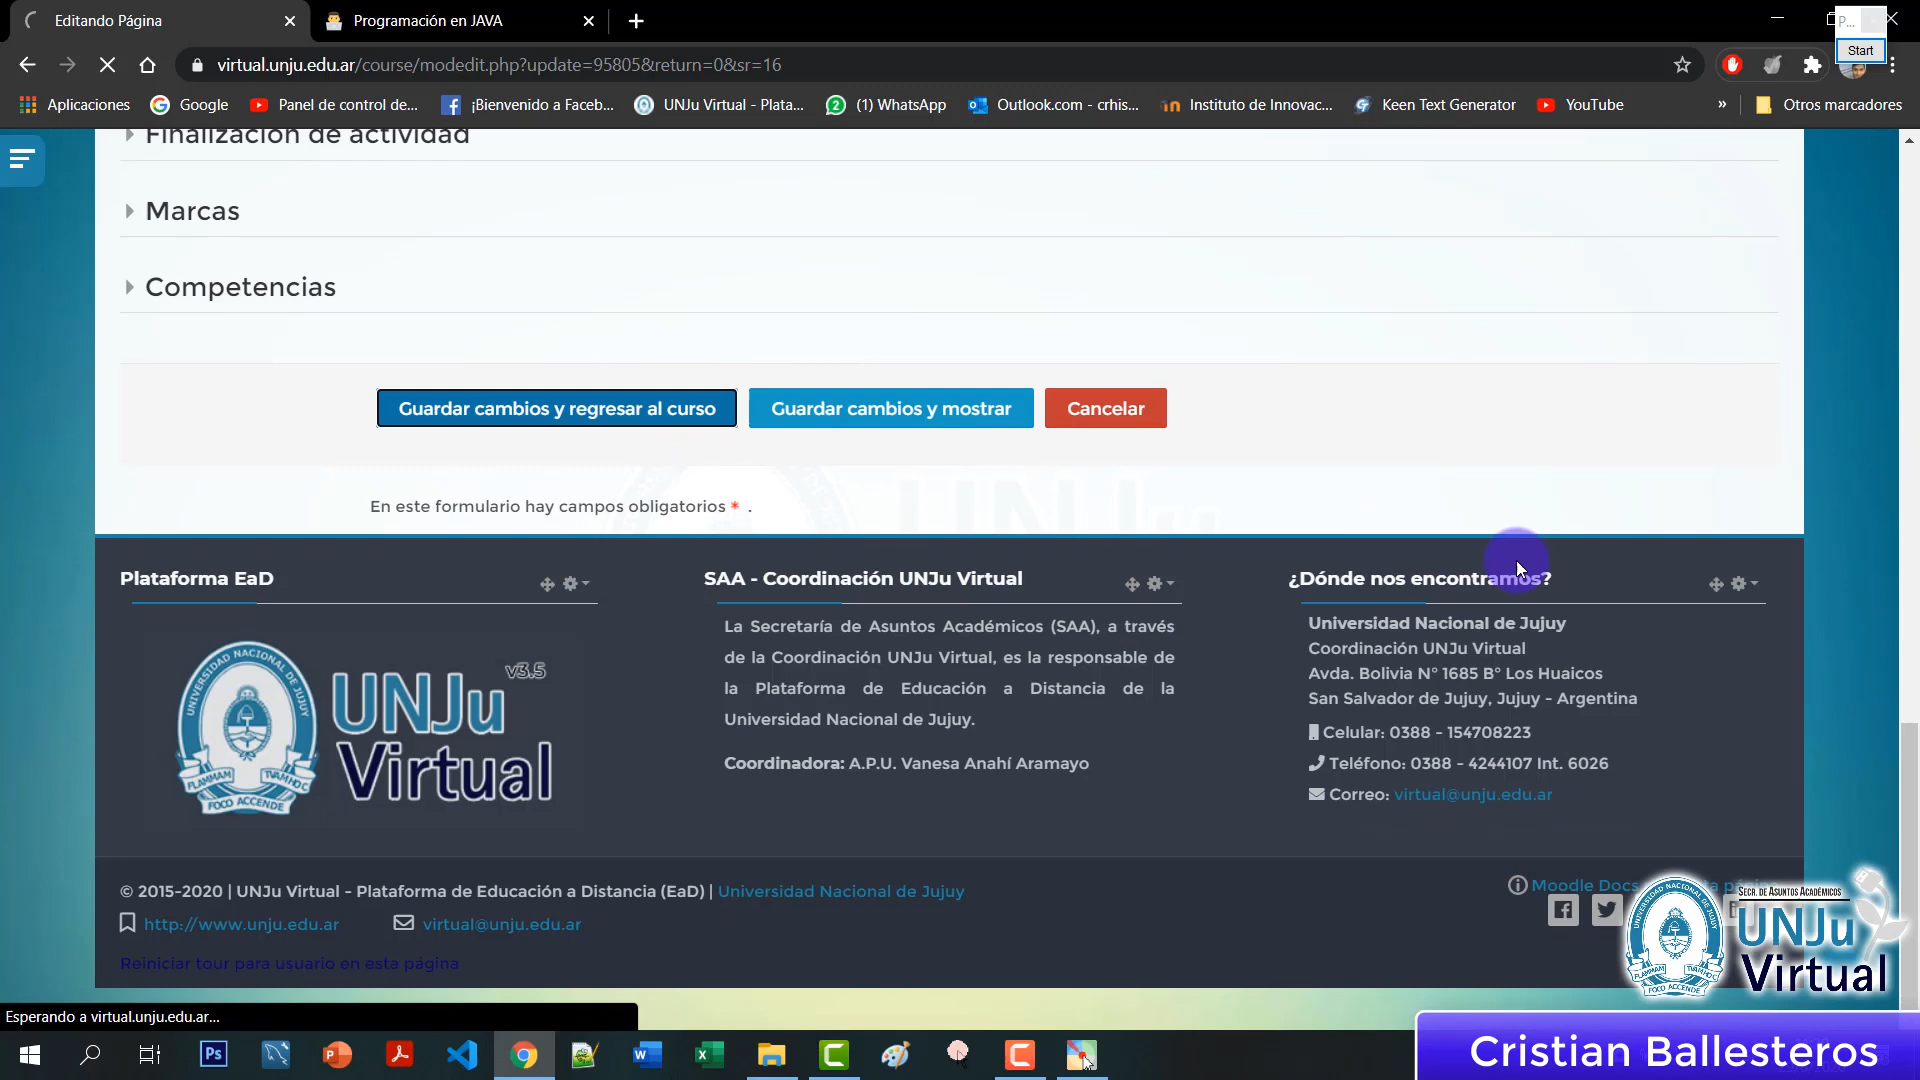 Editando Página
Programación en JAVA
P...
Start
virtual.unju.edu.ar/course/modedit.php?update=95805&return=0&sr=16
Aplicaciones
Google
Panel de control de...
¡Bienvenido a Faceb...
UNJu Virtual - Plata...
(1) WhatsApp
Outlook.com - crhis...
Instituto de Innovac...
Keen Text Generator
YouTube
»
Otros marcadores
Finalización de actividad
Marcas
Competencias
Guardar cambios y regresar al curso
Guardar cambios y mostrar
Cancelar
En este formulario hay campos obligatorios * .
Plataforma EaD
UNIVERSIDAD NACIONAL DE JUJUY
FLAMMAM TVAM HOC
FOCO ACCENDE
UNJu v3.5
Virtual
SAA - Coordinación UNJu Virtual
La Secretaría de Asuntos Académicos (SAA), a través
de la Coordinación UNJu Virtual, es la responsable de
la Plataforma de Educación a Distancia de la
Universidad Nacional de Jujuy.
Coordinadora: A.P.U. Vanesa Anahí Aramayo
¿Dónde nos encontramos?
Universidad Nacional de Jujuy
Coordinación UNJu Virtual
Avda. Bolivia N° 1685 B° Los Huaicos
San Salvador de Jujuy, Jujuy - Argentina
Celular: 0388 - 154708223
Teléfono: 0388 - 4244107 Int. 6026
Correo: virtual@unju.edu.ar
© 2015-2020 | UNJu Virtual - Plataforma de Educación a Distancia (EaD) | Universidad Nacional de Jujuy
http://www.unju.edu.ar
virtual@unju.edu.ar
Reiniciar tour para usuario en esta página
Moodle Docs
SECR. DE ASUNTOS ACADÉMICOS
UNJu
Virtual
Esperando a virtual.unju.edu.ar...
Cristian Ballesteros